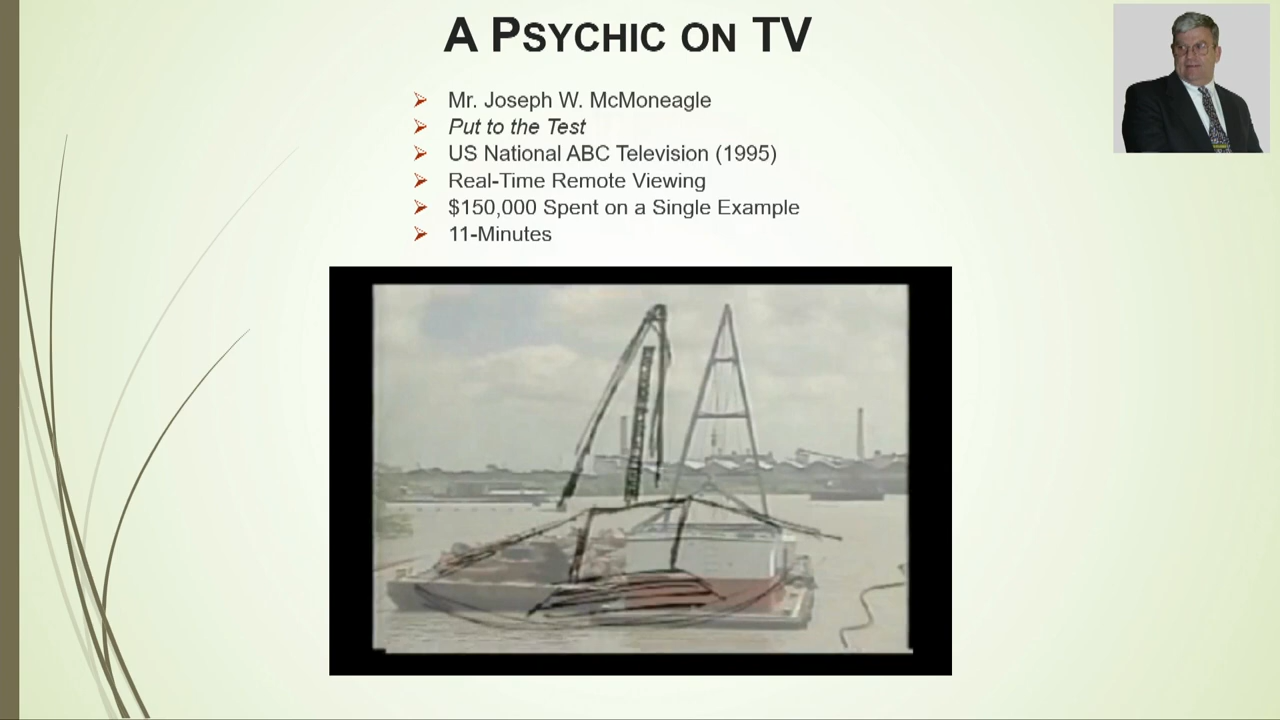 A PSYCHIC ON TV
Mr. Joseph W. McMoneagle
Put to the Test
US National ABC Television (1995)
Real-Time Remote Viewing
$150,000 Spent on a Single Example
11-Minutes